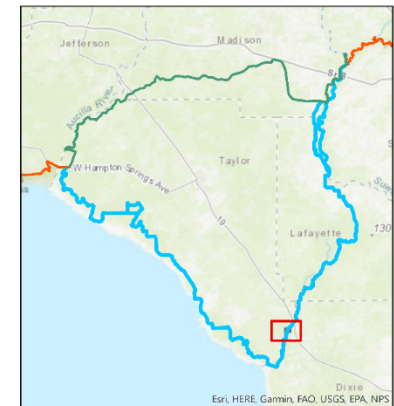 Jefferson
Madison
Aucilla River
W Hampton Springs Ave
Taylor
Lafayette
130
19
Dixie
Esri, HERE, Garmin, FAO, USGS, EPA, NPS